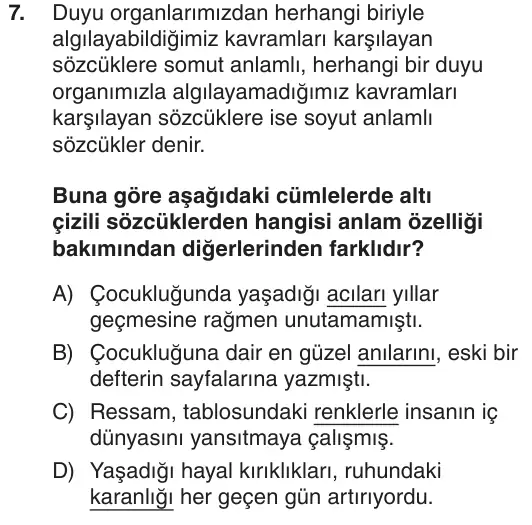 7. Duyu organlarımızdan herhangi biriyle
algılayabildiğimiz kavramları karşılayan
sözcüklere somut anlamlı, herhangi bir duyu
organımızla algılayamadığımız kavramları
karşılayan sözcüklere ise soyut anlamlı
sözcükler denir.
Buna göre aşağıdaki cümlelerde altı
çizili sözcüklerden hangisi anlam özelliği
bakımından diğerlerinden farklıdır?
A) Çocukluğunda yaşadığı acıları yıllar
geçmesine rağmen unutamamıştı.
B) Çocukluğuna dair en güzel anılarını, eski bir
defterin sayfalarına yazmıştı.
C) Ressam, tablosundaki renklerle insanın iç
dünyasını yansıtmaya çalışmış.
D) Yaşadığı hayal kırıklıkları, ruhundaki
karanlığı her geçen gün artırıyordu.